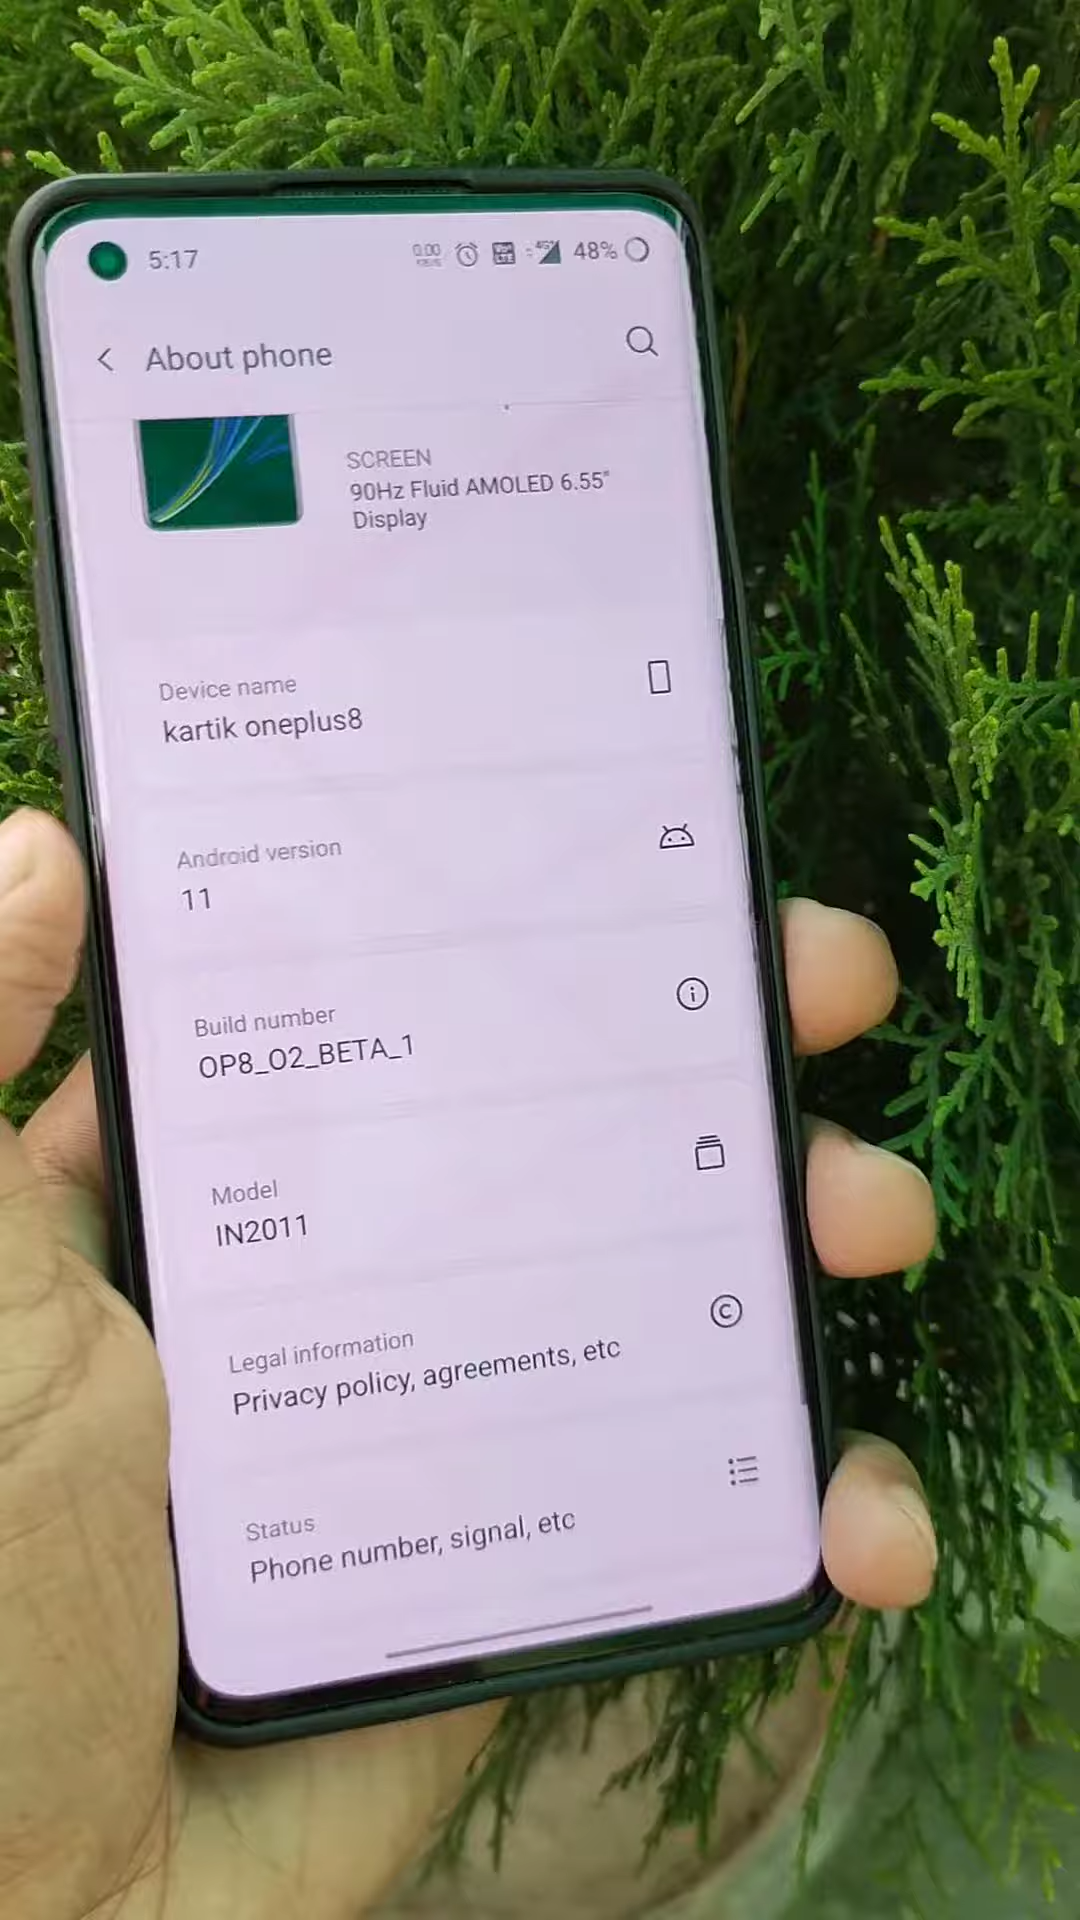 5:17
0.00
4G+
48%
About phone
SCREEN
90Hz Fluid AMOLED 6.55"
Display
Device name
kartik oneplus8
Android version
11
Build number
OP8_O2_BETA_1
Model
IN2011
Legal information
Privacy policy, agreements, etc
Status
Phone number, signal, etc